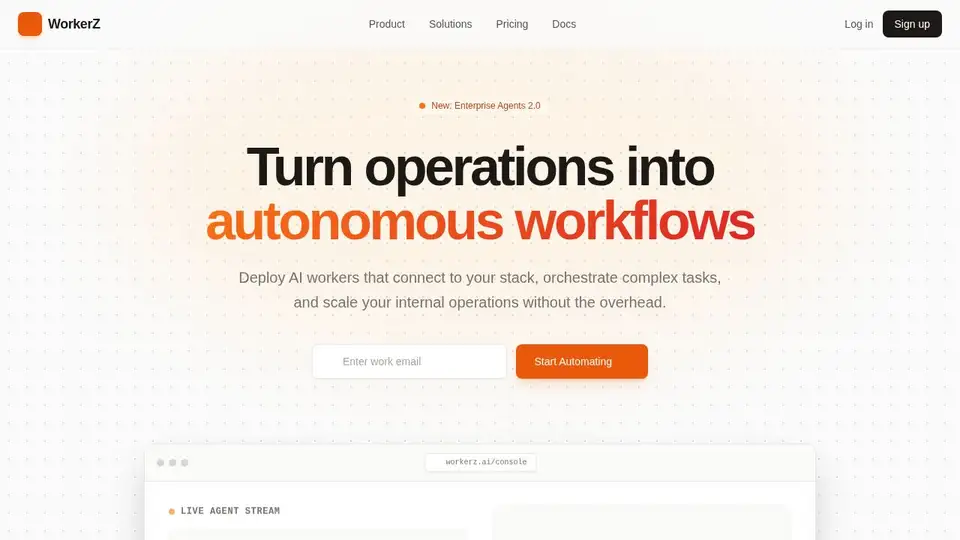 WorkerZ
Product
Solutions
Pricing
Docs
Log in
Sign up
New: Enterprise Agents 2.0
Turn operations into
autonomous workflows
Deploy AI workers that connect to your stack, orchestrate complex tasks,
and scale your internal operations without the overhead.
Enter work email
Start Automating
workerz.ai/console
LIVE AGENT STREAM